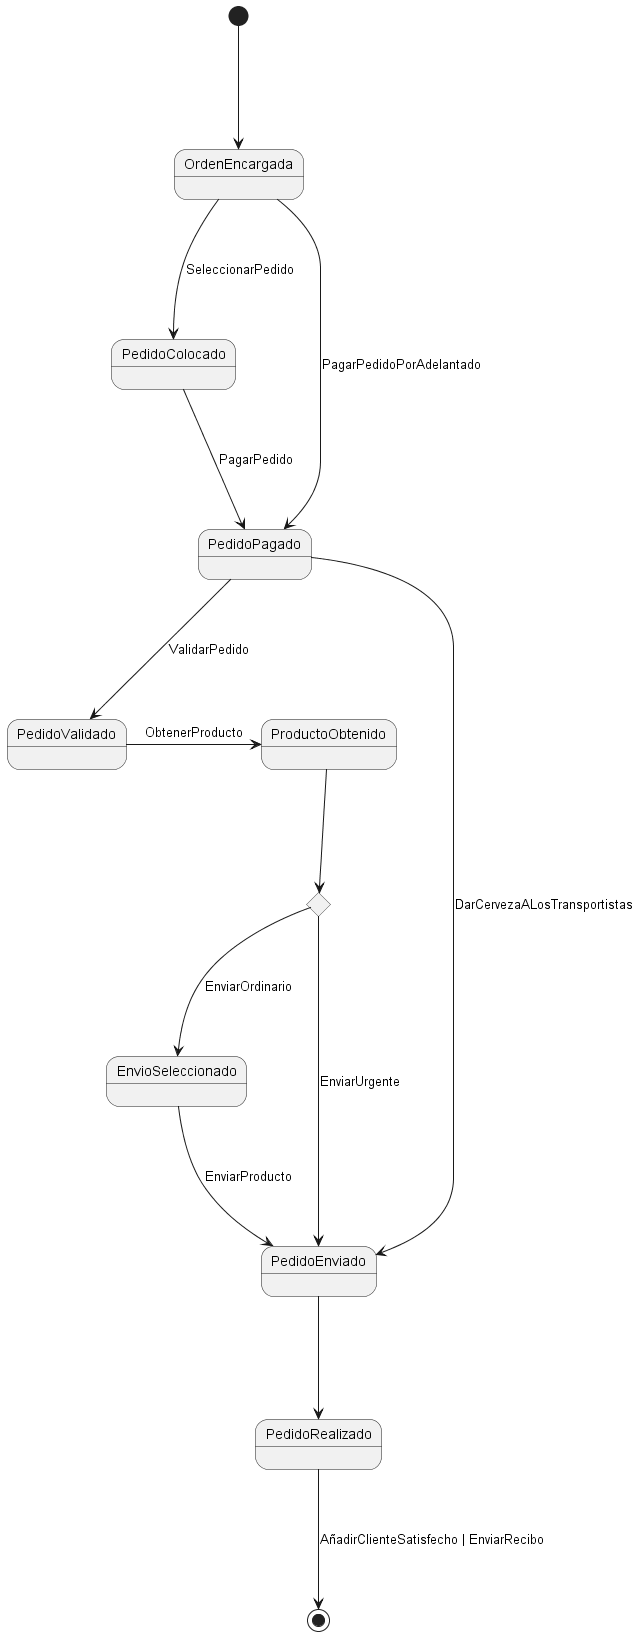 OrdenEncargada
SeleccionarPedido
PedidoColocado
PagarPedidoPorAdelantado
PagarPedido
PedidoPagado
ValidarPedido
PedidoValidado
ObtenerProducto
ProductoObtenido
DarCervezaALosTransportistas
EnviarOrdinario
EnvioSeleccionado
EnviarUrgente
EnviarProducto
PedidoEnviado
PedidoRealizado
AñadirClienteSatisfecho | EnviarRecibo